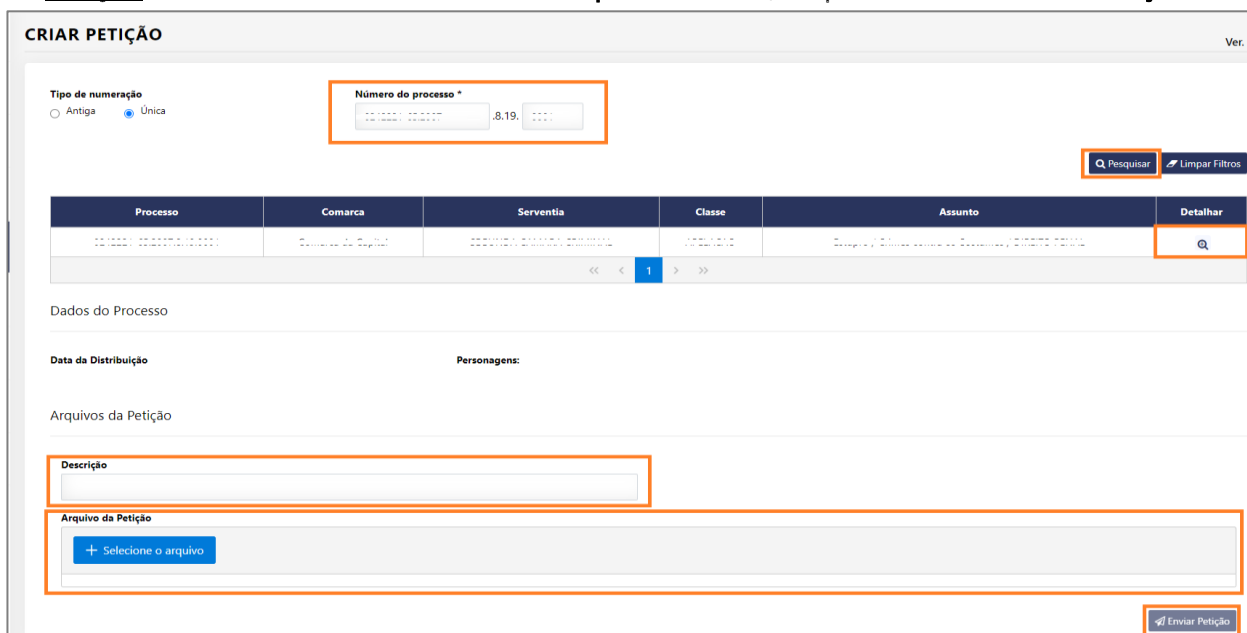 CRIAR PETIÇÃO
Ver.
Tipo de numeração
Antiga
Única
Número do processo *
.8.19.
Pesquisar
Limpar Filtros
Processo Comarca Serventia Classe Assunto Detalhar
<< < 1 > >>
Dados do Processo
Data da Distribuição Personagens:
Arquivos da Petição
Descrição
Arquivo da Petição
+ Selecione o arquivo
Enviar Petição